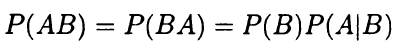 P(AB) = P(BA) = P(B)P(A|B)